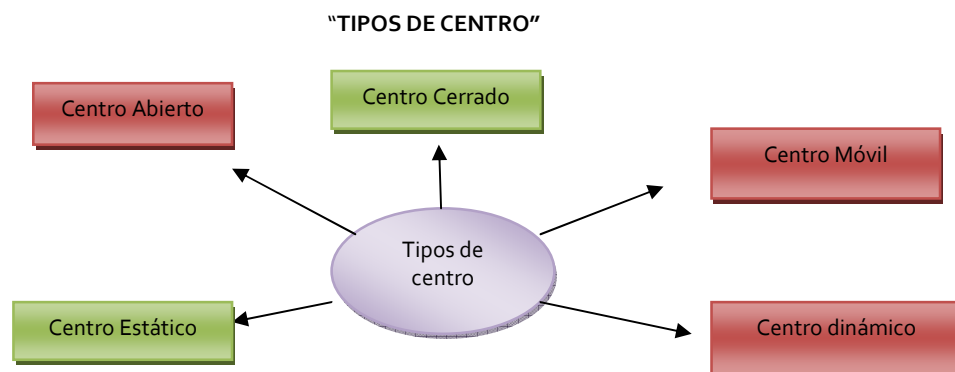 “TIPOS DE CENTRO”
Centro Abierto
Centro Cerrado
Centro Móvil
Tipos de
centro
Centro Estático
Centro dinámico